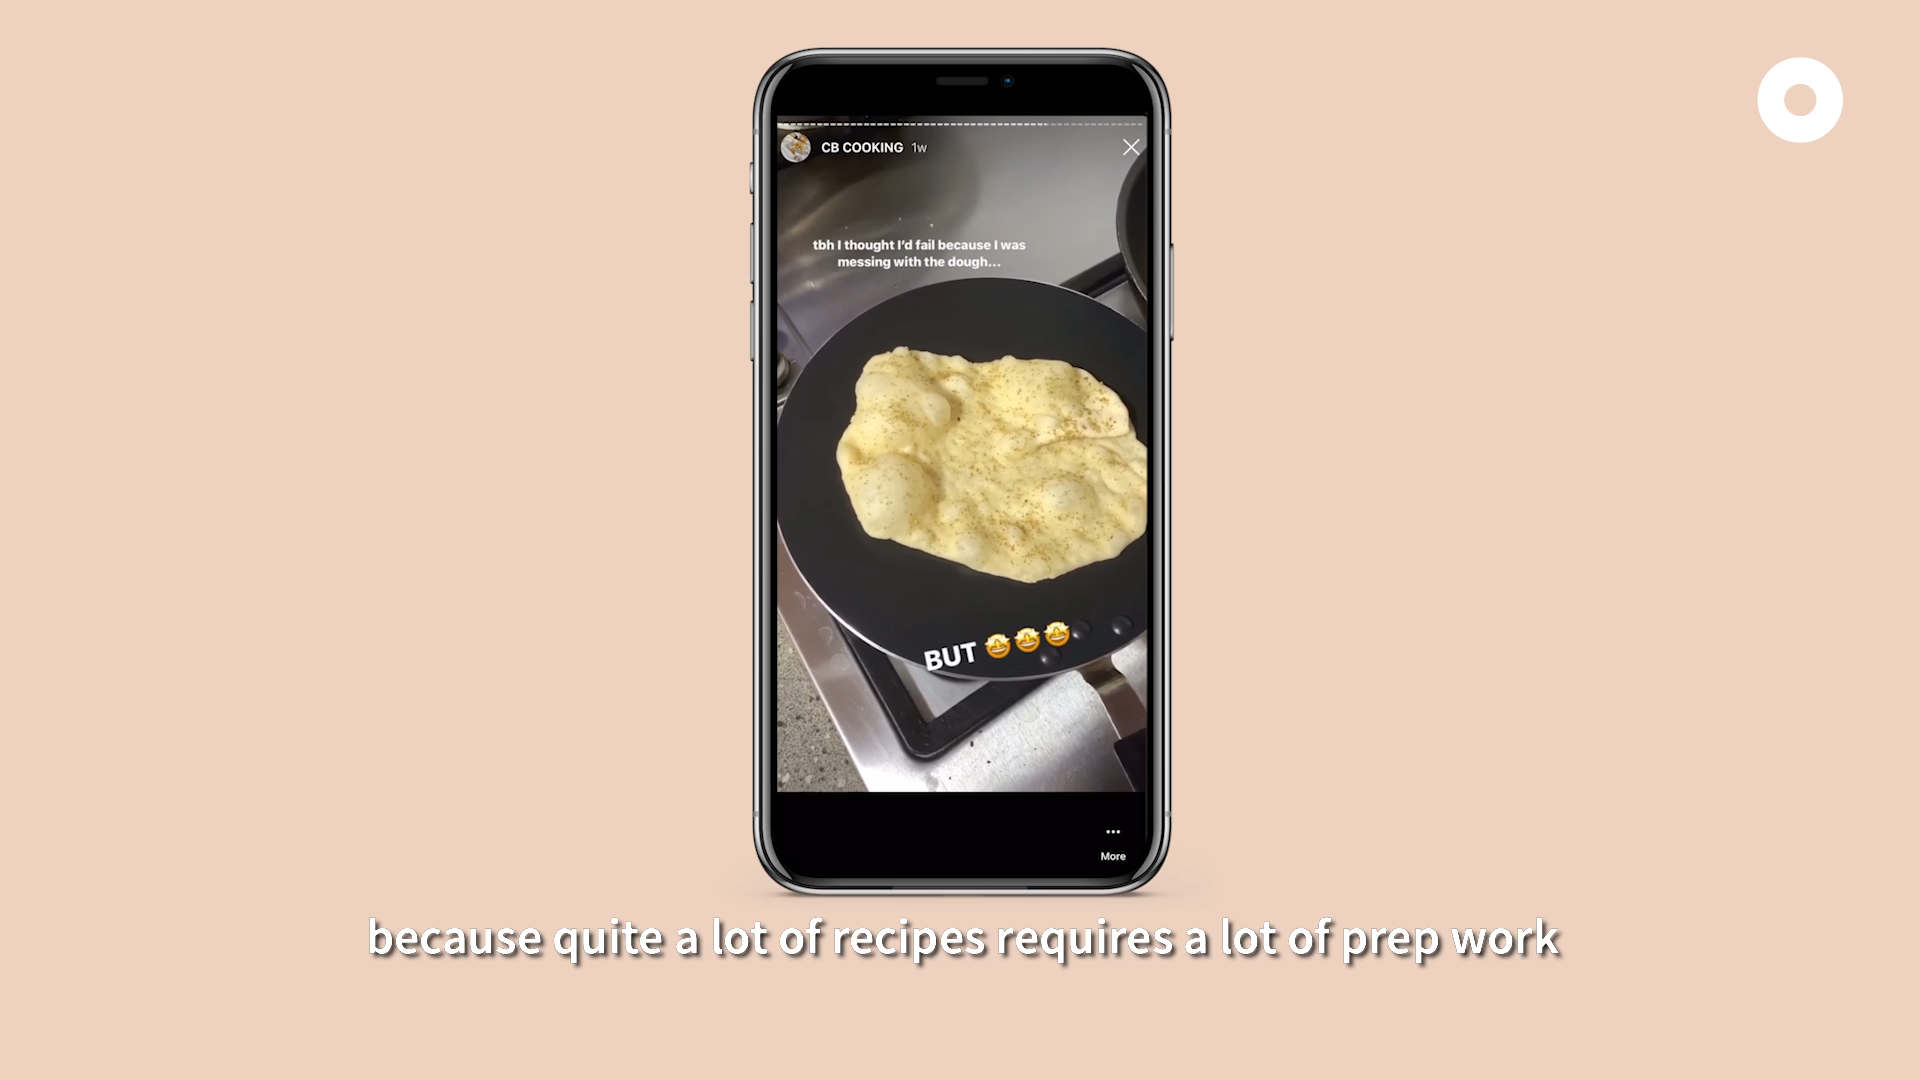 CB COOKING 1w
tbh I thought I'd fail because I was
messing with the dough...
BUT 🤩🤩🤩
More
because quite a lot of recipes requires a lot of prep work